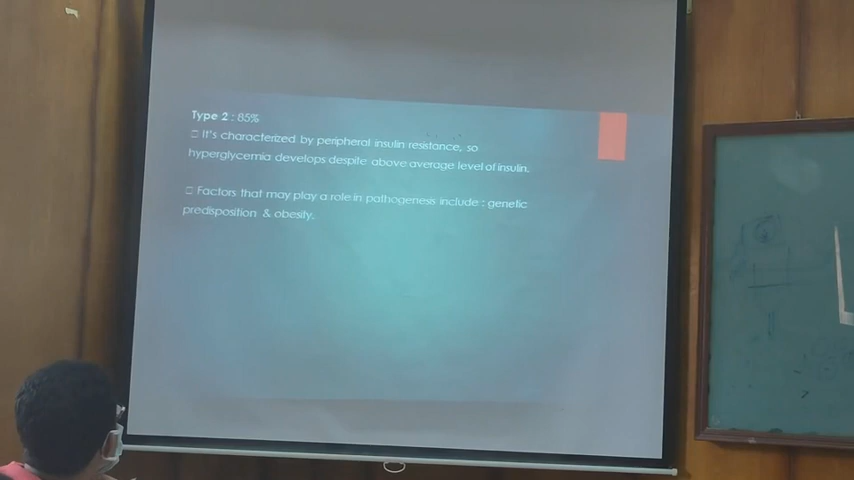 Type 2 : 85%
□ It's characterized by peripheral insulin resistance, so
hyperglycemia develops despite above average level of insulin.
□ Factors that may play a role in pathogenesis include : genetic
predisposition & obesity.